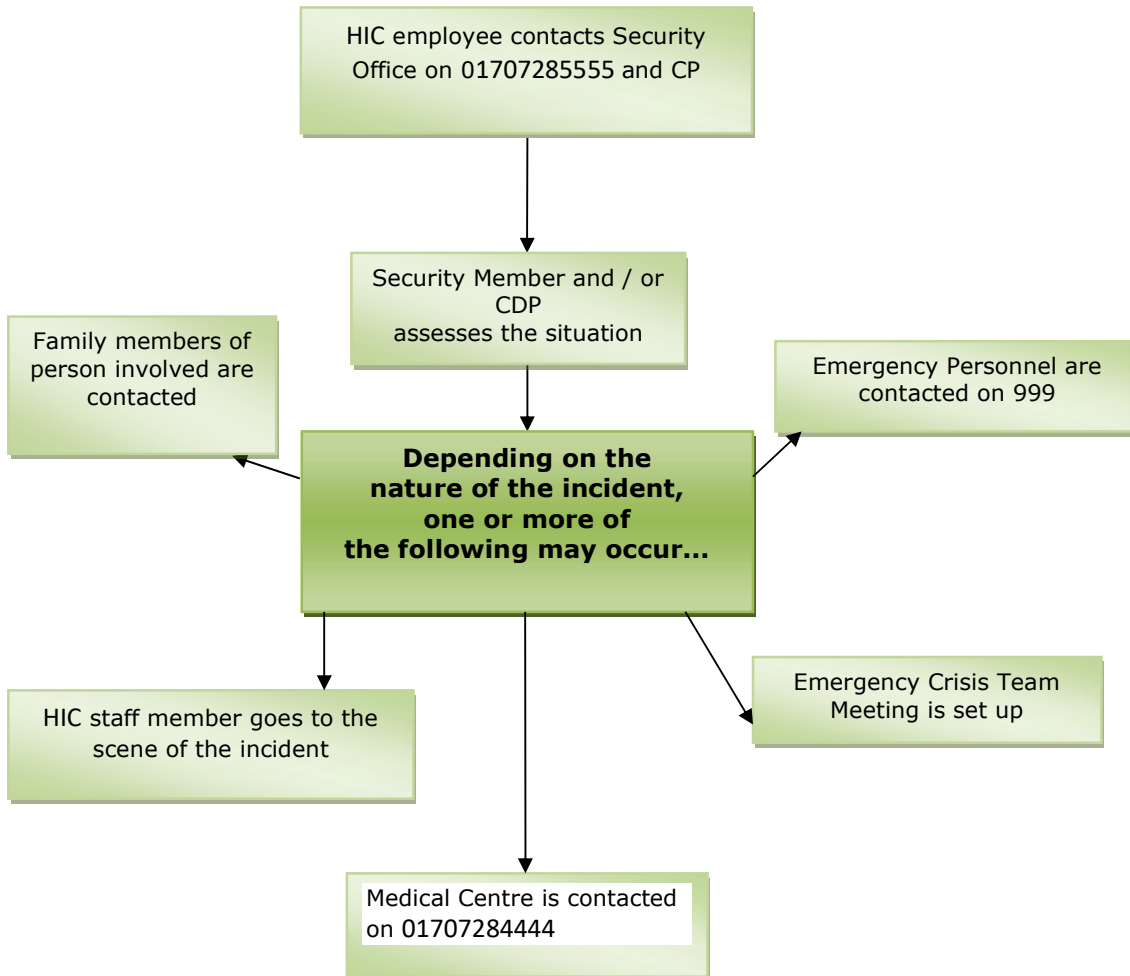 HIC employee contacts Security
Office on 01707285555 and CP
Security Member and / or
CDP
assesses the situation
Family members of
person involved are
contacted
Emergency Personnel are
contacted on 999
Depending on the
nature of the incident,
one or more of
the following may occur...
HIC staff member goes to the
scene of the incident
Emergency Crisis Team
Meeting is set up
Medical Centre is contacted
on 01707284444